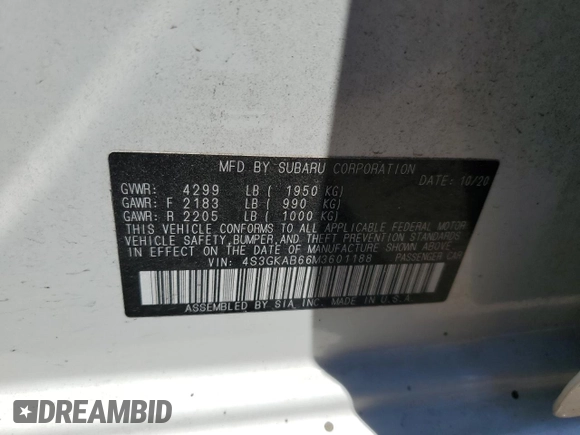 MFD BY SUBARU CORPORATION
DATE: 10/20
GVWR: 4299 LB ( 1950 KG)
GAWR: F 2183 LB ( 990 KG)
GAWR: R 2205 LB ( 1000 KG)
THIS VEHICLE CONFORMS TO ALL APPLICABLE FEDERAL MOTOR
VEHICLE SAFETY, BUMPER, AND THEFT PREVENTION STANDARDS
IN EFFECT ON THE DATE OF MANUFACTURE SHOWN ABOVE.
VIN: 4S3GKAB66M3601188 PASSENGER CAR
ASSEMBLED BY SIA, INC. MADE IN U.S.A.
DREAMBID